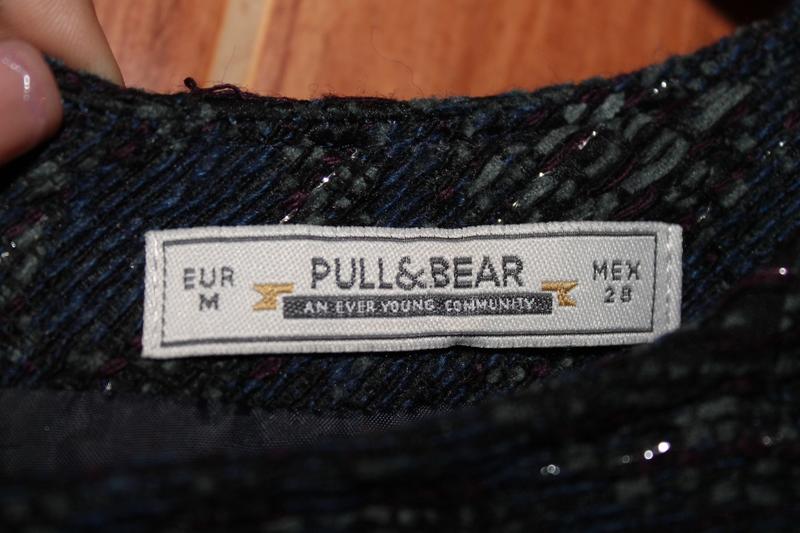 EUR
M
PULL&BEAR
AN EVER YOUNG COMMUNITY
MEX
28